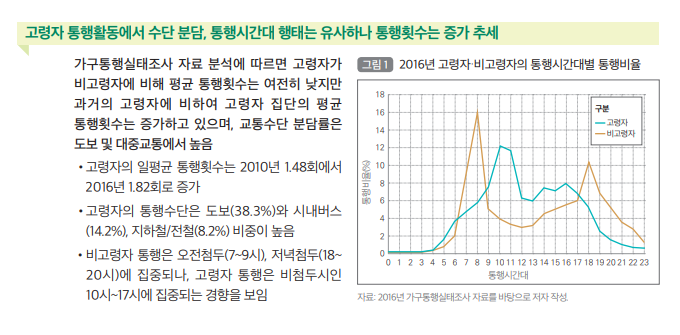 고령자 통행활동에서 수단 분담, 통행시간대 행태는 유사하나 통행횟수는 증가 추세
가구통행실태조사 자료 분석에 따르면 고령자가
비고령자에 비해 평균 통행횟수는 여전히 낮지만
과거의 고령자에 비하여 고령자 집단의 평균
통행횟수는 증가하고 있으며, 교통수단 분담률은
도보 및 대중교통에서 높음
• 고령자의 일평균 통행횟수는 2010년 1.48회에서
2016년 1.82회로 증가
• 고령자의 통행수단은 도보(38.3%)와 시내버스
(14.2%), 지하철/전철(8.2%) 비중이 높음
• 비고령자 통행은 오전첨두(7~9시), 저녁첨두(18~
20시)에 집중되나, 고령자 통행은 비첨두시인
10시~17시에 집중되는 경향을 보임
그림 1 2016년 고령자·비고령자의 통행시간대별 통행비율
통행비율(%)
18
16
14
12
10
8
6
4
2
0
구분
고령자
비고령자
0 1 2 3 4 5 6 7 8 9 10 11 12 13 14 15 16 17 18 19 20 21 22 23
통행시간대
자료: 2016년 가구통행실태조사 자료를 바탕으로 저자 작성.